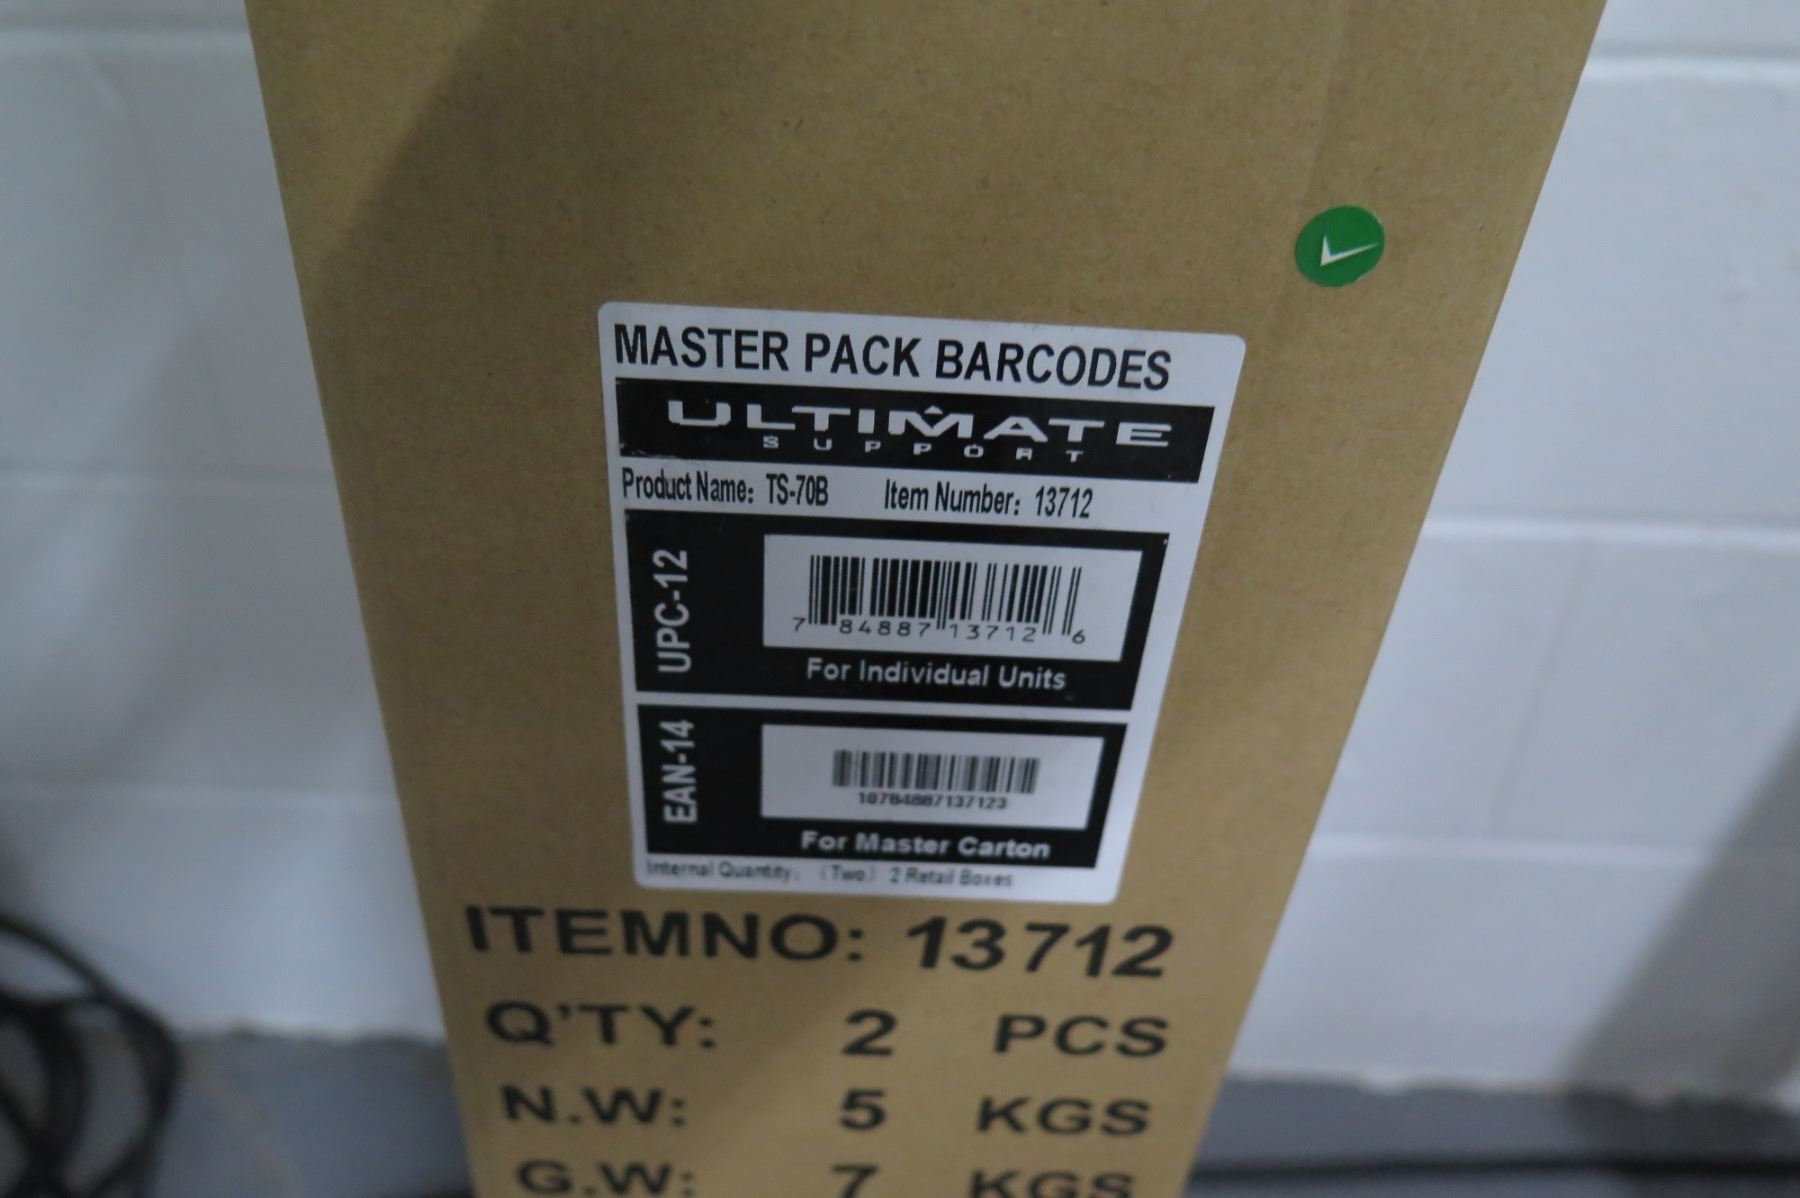 MASTER PACK BARCODES
ULTIMATE
SUPPORT
Product Name: TS-70B Item Number: 13712
UPC-12
7 84887 13712 6
For Individual Units
EAN-14
10784887137123
For Master Carton
Internal Quantity: (Two) 2 Retail Boxes
ITEMNO: 13712
Q'TY: 2 PCS
N.W: 5 KGS
G.W: 7 KGS